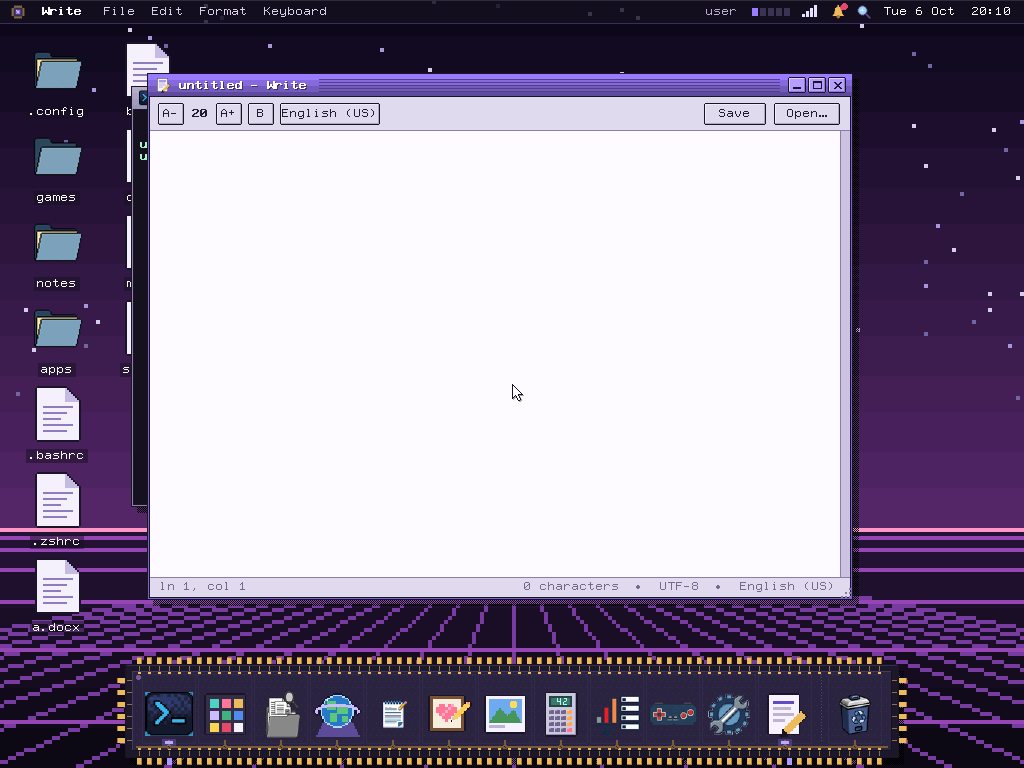 Write File Edit Format Keyboard user Tue 6 Oct 20:10
untitled - Write
A- 20 A+ B English (US) Save Open…
.config
games
notes
apps
.bashrc
.zshrc
a.docx
ln 1, col 1 0 characters • UTF-8 • English (US)
42